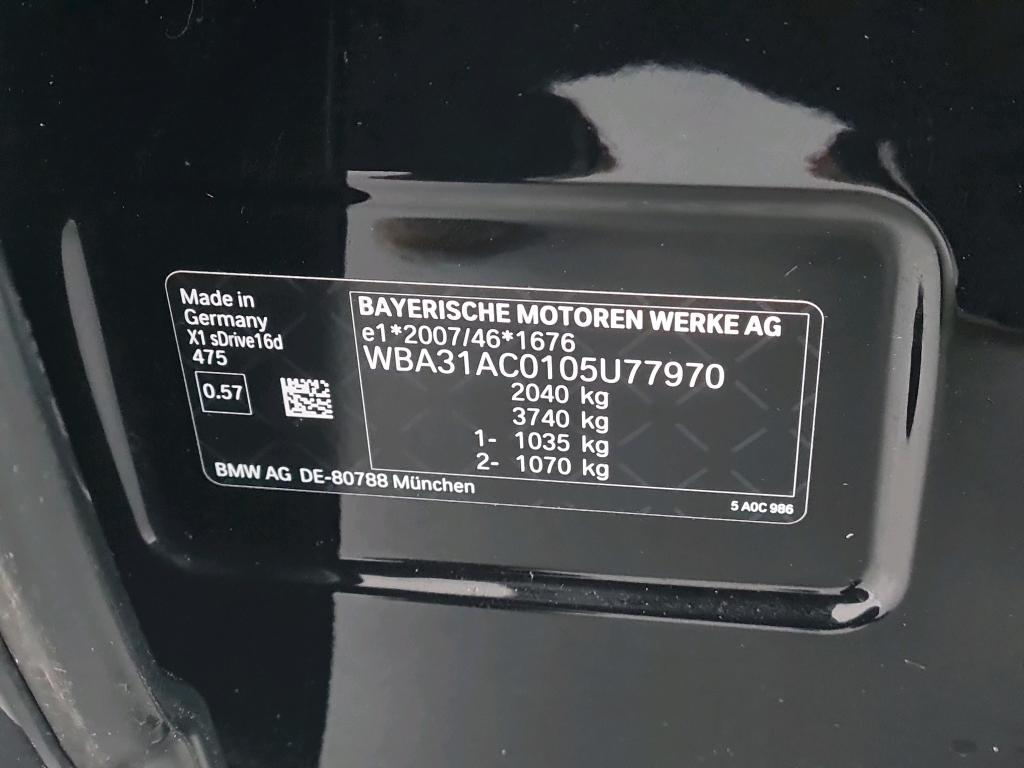 Made in
Germany
X1 sDrive16d
475
0.57
BAYERISCHE MOTOREN WERKE AG
e1*2007/46*1676
WBA31AC0105U77970
2040 kg
3740 kg
1- 1035 kg
2- 1070 kg
BMW AG DE-80788 München
5 A0C 986